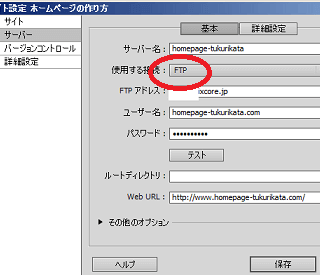 イト設定 ホームページの作り方
サイト
サーバー
バージョンコントロール
詳細設定
基本
詳細設定
サーバー名： homepage-tukurikata
使用する接続： FTP
FTP アドレス： xcore.jp
ユーザー名： homepage-tukurikata.com
パスワード： ••••••••••
テスト
ルートディレクトリ：
Web URL： http://www.homepage-tukurikata.com/
▶ その他のオプション
ヘルプ
保存